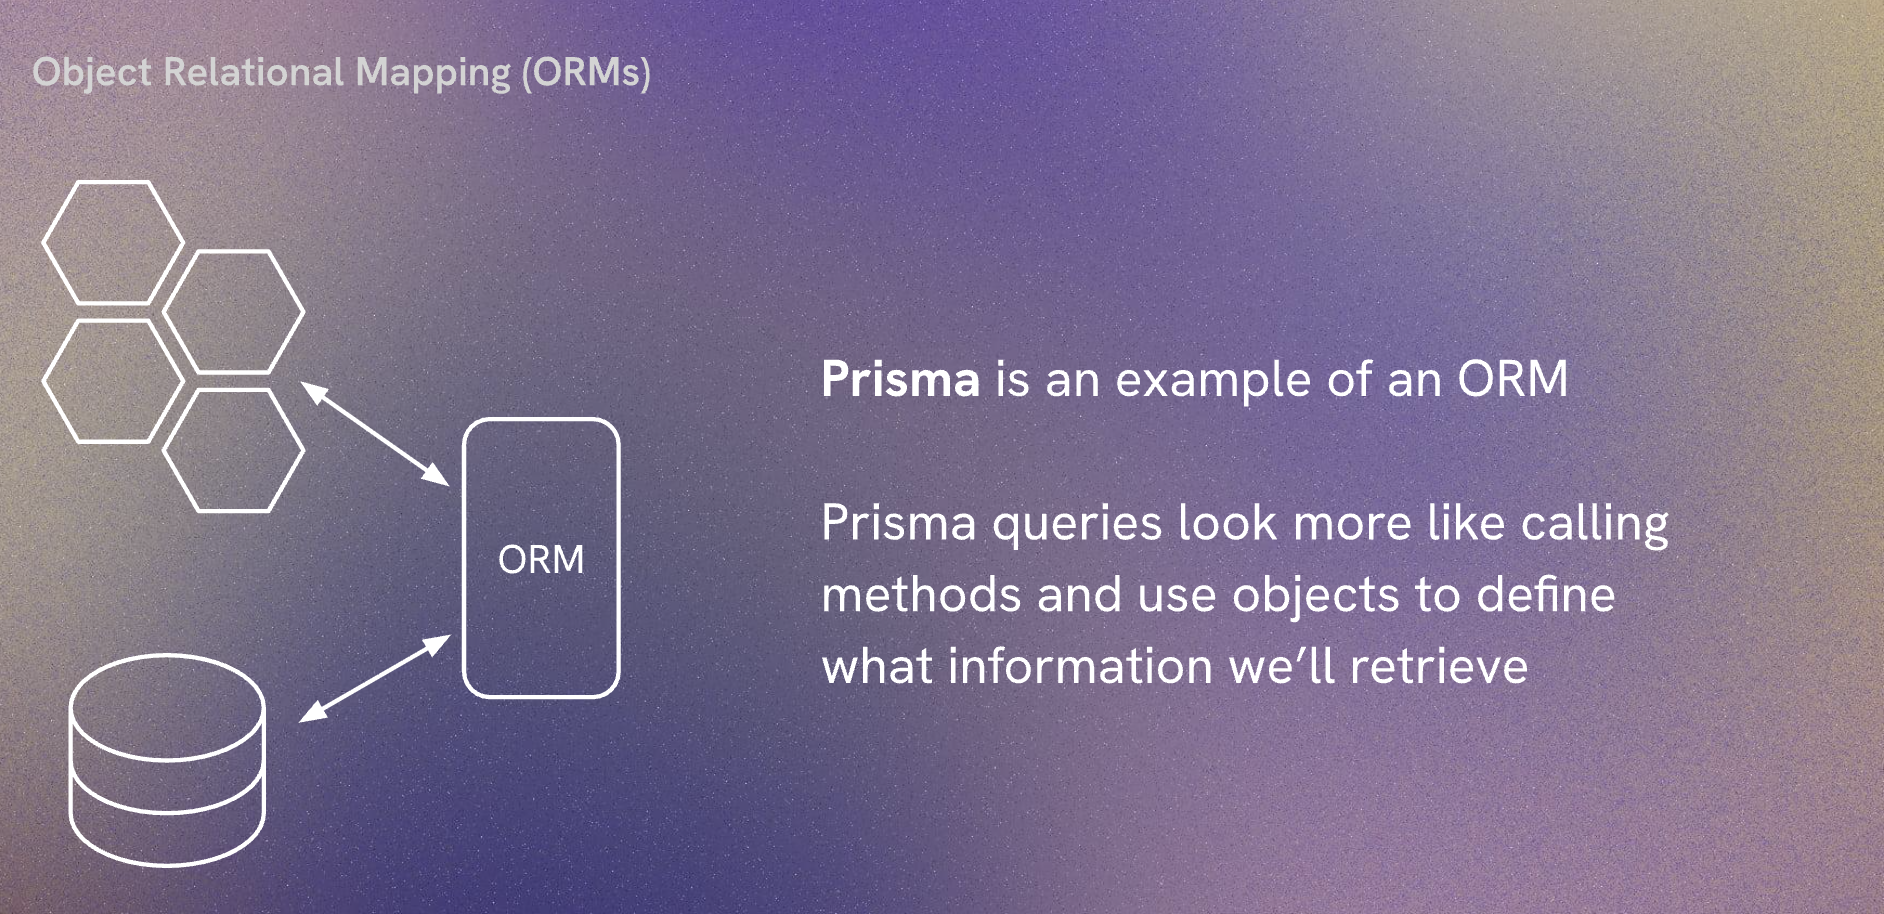 Object Relational Mapping (ORMs)
ORM
Prisma is an example of an ORM
Prisma queries look more like calling
methods and use objects to define
what information we’ll retrieve